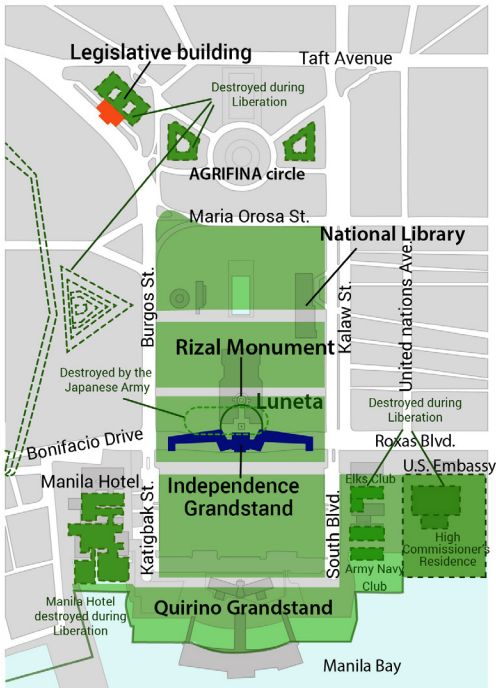 Legislative building
Taft Avenue
Destroyed during
Liberation
AGRIFINA circle
Maria Orosa St.
National Library
Burgos St.
Kalaw St.
United nations Ave.
Rizal Monument
Destroyed by the
Japanese Army
Luneta
Destroyed during
Liberation
Bonifacio Drive
Roxas Blvd.
U.S. Embassy
Manila Hotel
Elks Club
Independence
Grandstand
Katigbak St.
South Blvd.
High
Commissioner's
Residence
Army Navy
Club
Manila Hotel
destroyed during
Liberation
Quirino Grandstand
Manila Bay